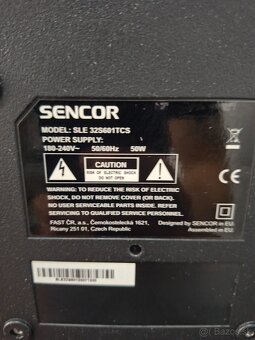 SENCOR
MODEL: SLE 32S601TCS
POWER SUPPLY:
180-240V~ 50/60Hz 50W
CAUTION
RISK OF ELECTRIC SHOCK
DO NOT OPEN
WARNING: TO REDUCE THE RISK OF ELECTRIC
SHOCK, DO NOT REMOVE COVER (OR BACK).
NO USER SERVICEABLE PARTS INSIDE. REFER
SERVICING TO QUALIFIED SERVICE PERSONNEL.
FAST ČR, a.s., Černokostelecká 1621,
Ricany 251 01, Czech Republic
Designed by SENCOR in EU
Assembled in EU
CE